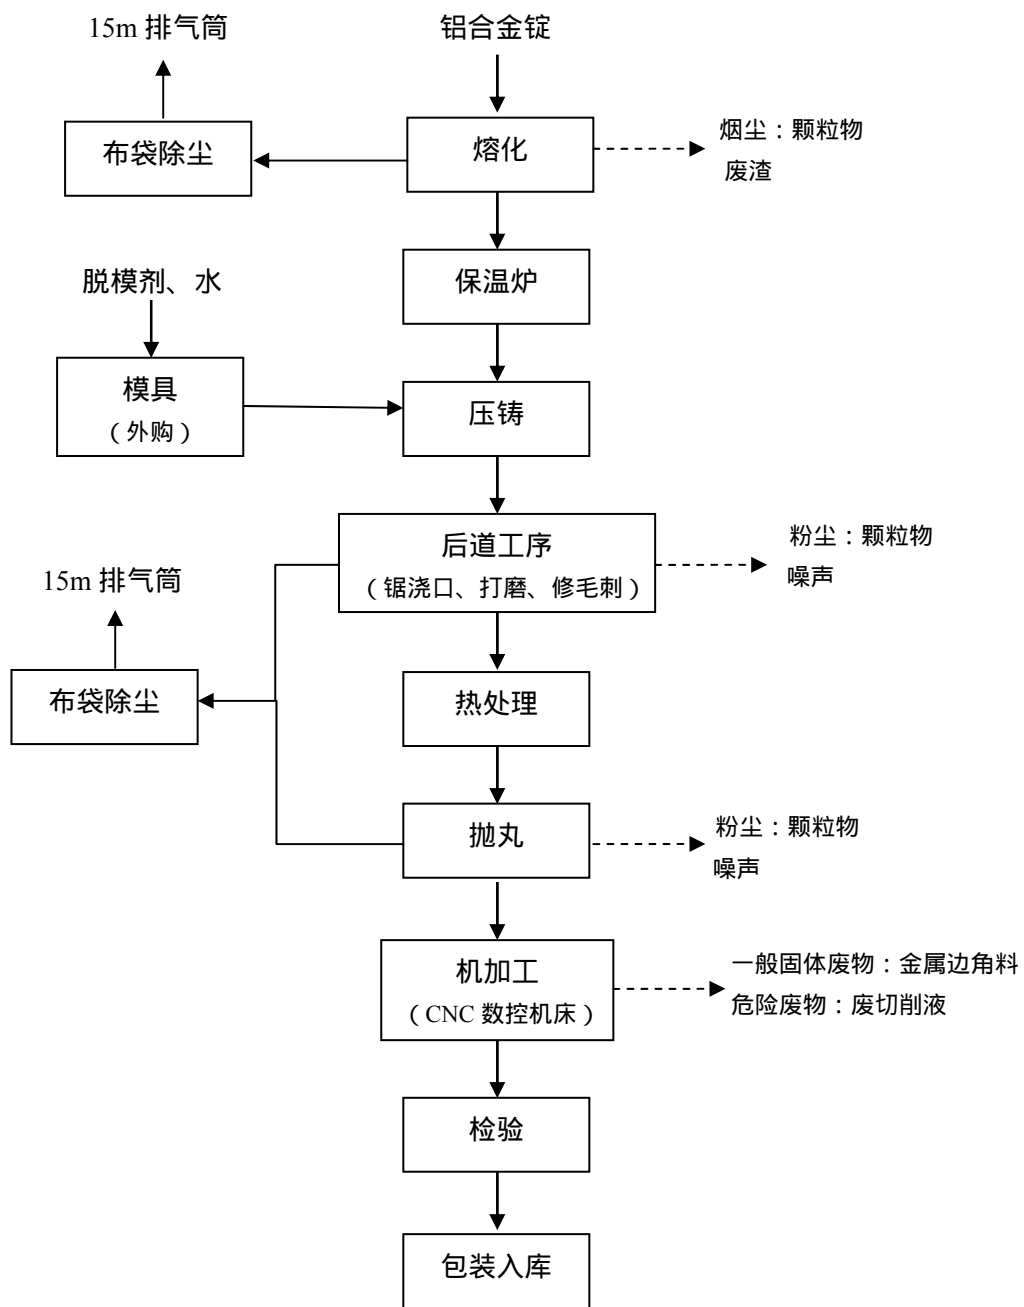 15m 排气筒
铝合金锭
布袋除尘
熔化
烟尘：颗粒物
废渣
脱模剂、水
保温炉
模具
（外购）
压铸
后道工序
（锯浇口、打磨、修毛刺）
粉尘：颗粒物
噪声
15m 排气筒
布袋除尘
热处理
抛丸
粉尘：颗粒物
噪声
机加工
（CNC 数控机床）
一般固体废物：金属边角料
危险废物：废切削液
检验
包装入库